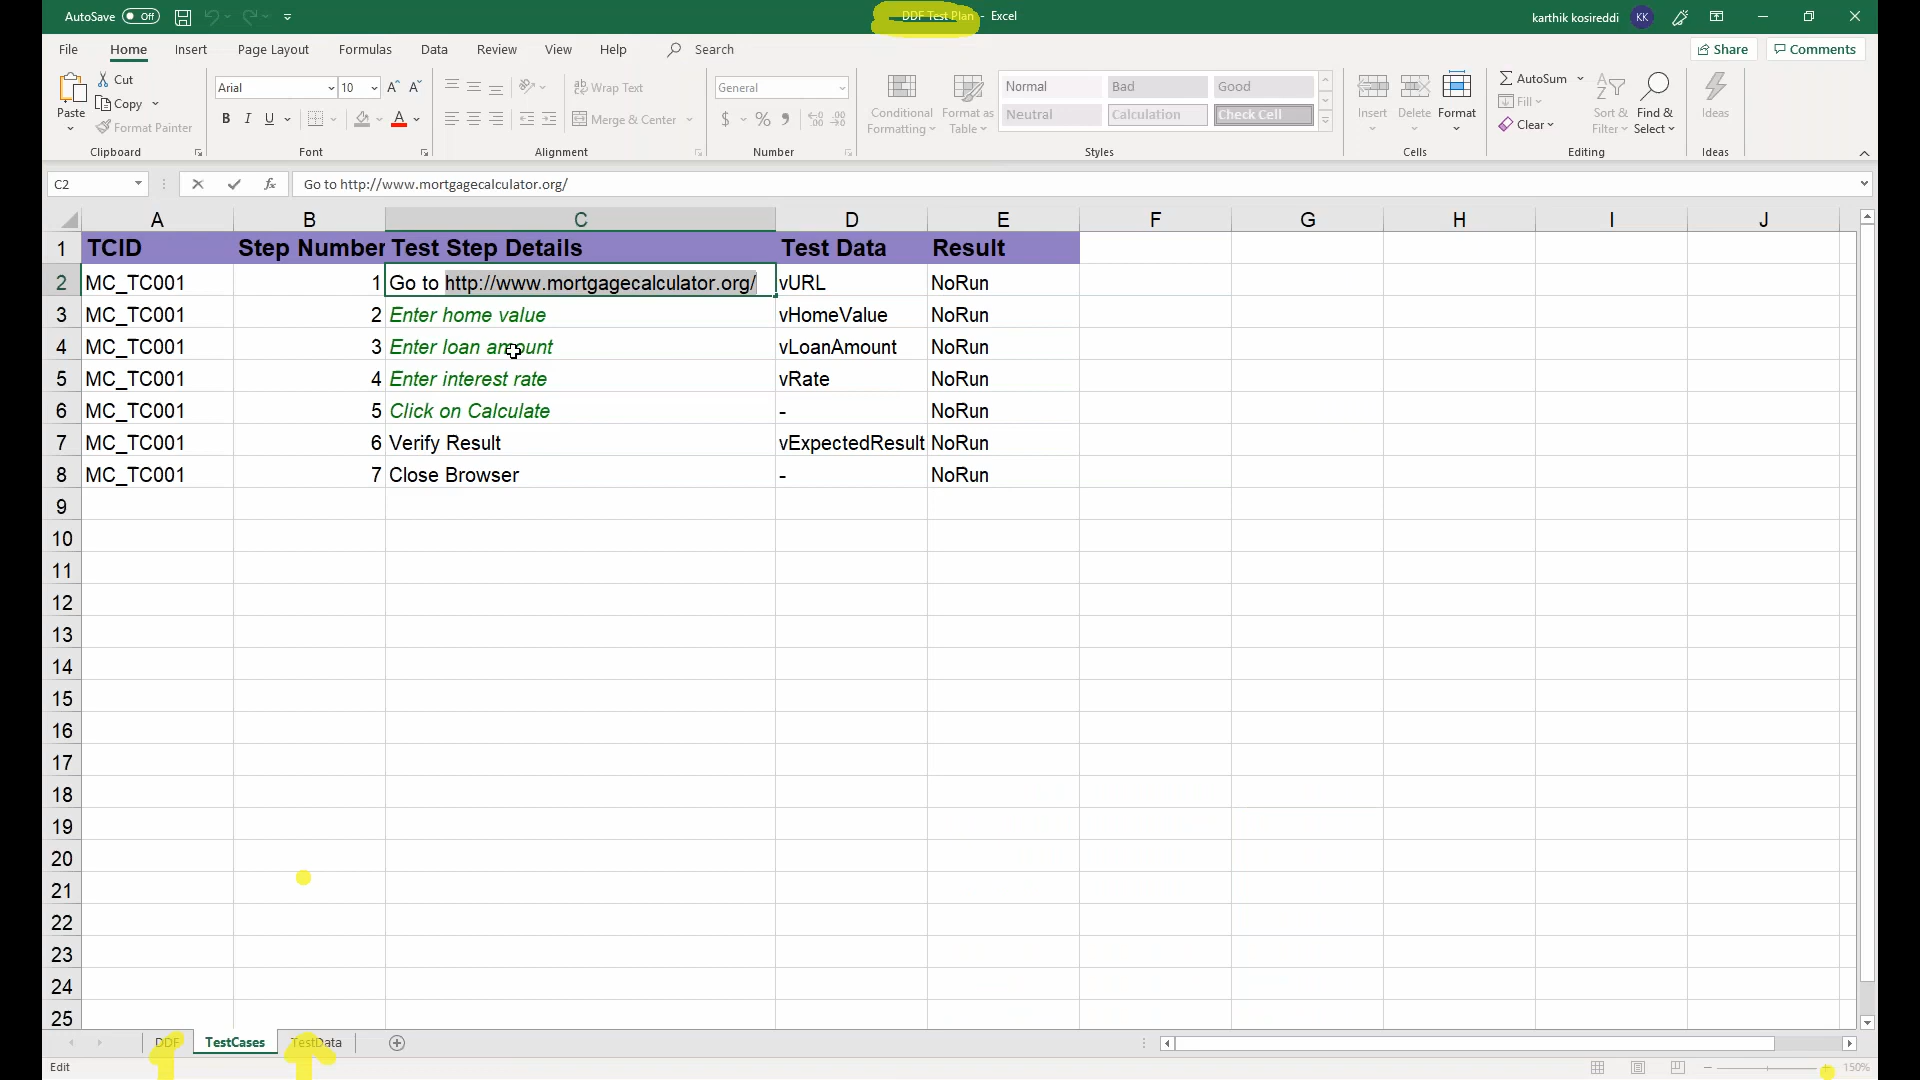 AutoSave Off DDF Test Plan - Excel karthik kosireddi KK
File Home Insert Page Layout Formulas Data Review View Help Search Share Comments
Paste Cut Copy Format Painter Clipboard
Arial 10 A A B I U A Font
ab Wrap Text Merge & Center Alignment
General $ % 9 Number
Conditional Formatting Format as Table Normal Bad Good Neutral Calculation Check Cell Styles
Insert Delete Format Cells
AutoSum Fill Clear Sort & Filter Find & Select Editing
Ideas Ideas
C2 fx Go to http://www.mortgagecalculator.org/
A B C D E F G H I J
1 TCID Step Number Test Step Details Test Data Result
2 MC_TC001 1 Go to http://www.mortgagecalculator.org/ vURL NoRun
3 MC_TC001 2 Enter home value vHomeValue NoRun
4 MC_TC001 3 Enter loan amount vLoanAmount NoRun
5 MC_TC001 4 Enter interest rate vRate NoRun
6 MC_TC001 5 Click on Calculate - NoRun
7 MC_TC001 6 Verify Result vExpectedResult NoRun
8 MC_TC001 7 Close Browser - NoRun
9
10
11
12
13
14
15
16
17
18
19
20
21
22
23
24
25
DDF TestCases TestData
Edit 150%